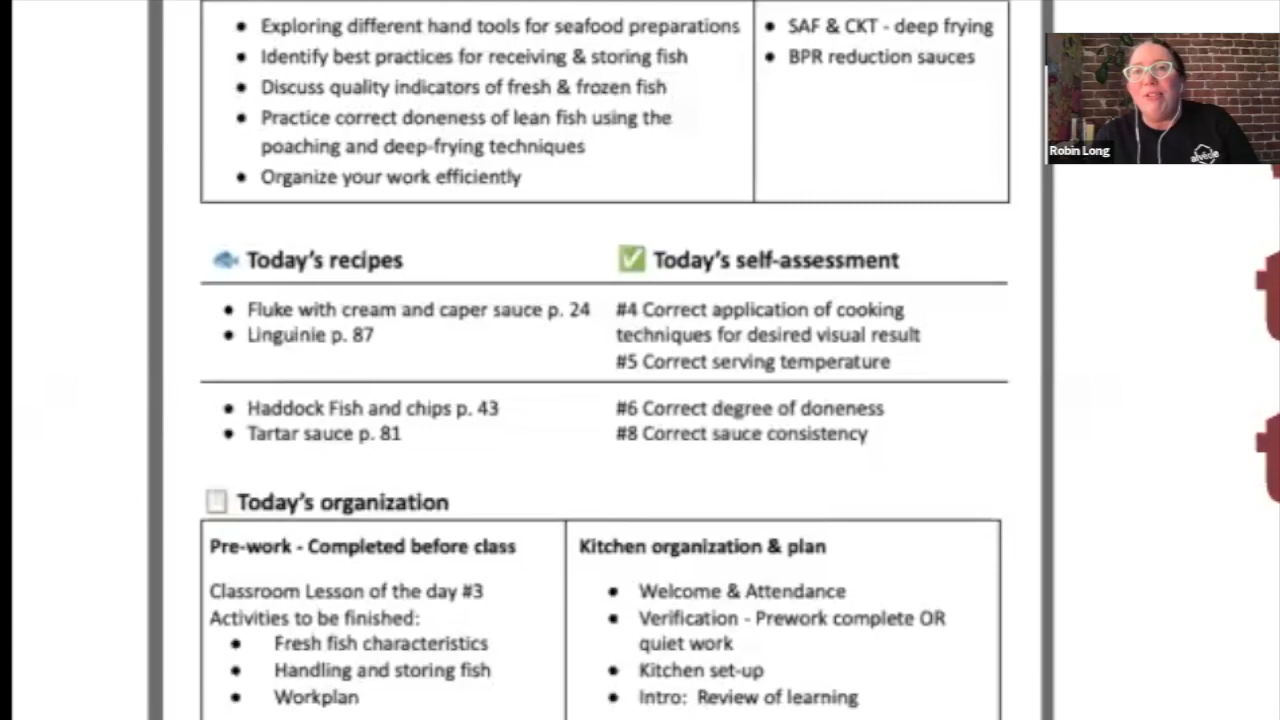 Exploring different hand tools for seafood preparations
Identify best practices for receiving & storing fish
Discuss quality indicators of fresh & frozen fish
Practice correct doneness of lean fish using the
poaching and deep-frying techniques
Organize your work efficiently
SAF & CKT - deep frying
BPR reduction sauces
Robin Long
Today's recipes
Today's self-assessment
Fluke with cream and caper sauce p. 24
Linguinie p. 87
#4 Correct application of cooking
techniques for desired visual result
#5 Correct serving temperature
Haddock Fish and chips p. 43
Tartar sauce p. 81
#6 Correct degree of doneness
#8 Correct sauce consistency
Today's organization
Pre-work - Completed before class
Classroom Lesson of the day #3
Activities to be finished:
Fresh fish characteristics
Handling and storing fish
Workplan
Kitchen organization & plan
Welcome & Attendance
Verification - Prework complete OR
quiet work
Kitchen set-up
Intro: Review of learning